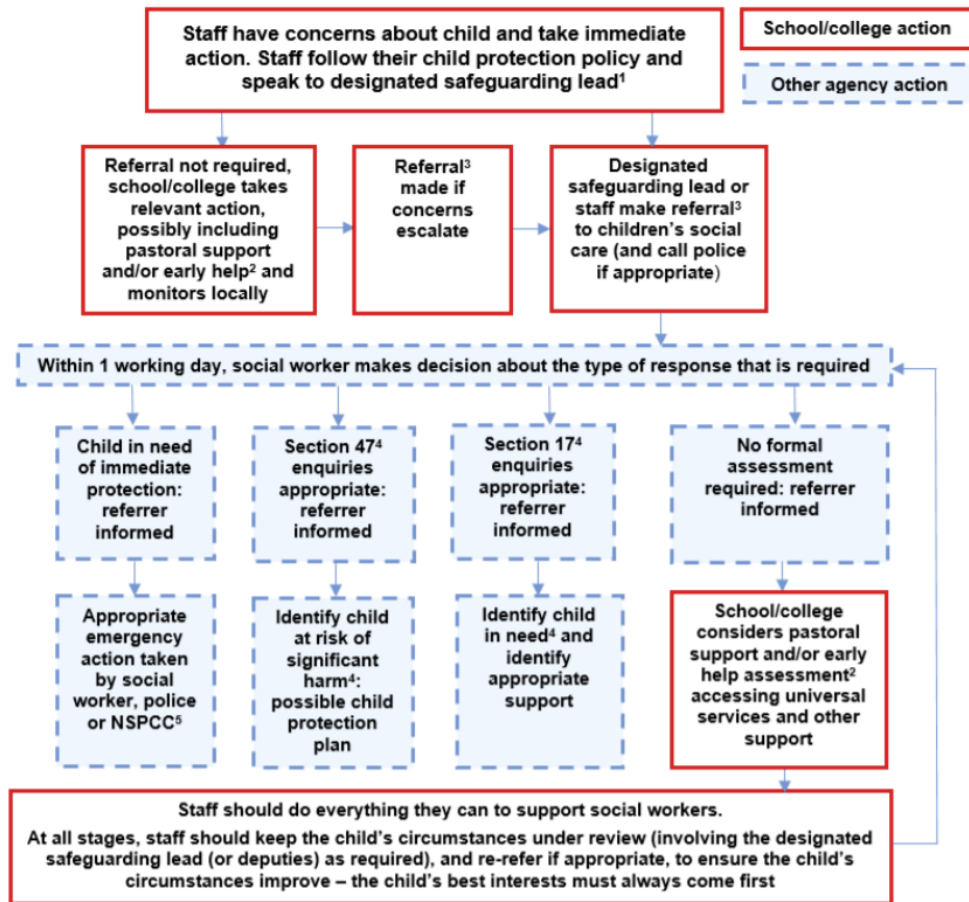 Staff have concerns about child and take immediate
action. Staff follow their child protection policy and
speak to designated safeguarding lead¹
School/college action
Other agency action
Referral not required,
school/college takes
relevant action,
possibly including
pastoral support
and/or early help² and
monitors locally
Referral³
made if
concerns
escalate
Designated
safeguarding lead or
staff make referral³
to children’s social
care (and call police
if appropriate)
Within 1 working day, social worker makes decision about the type of response that is required
Child in need
of immediate
protection:
referrer
informed
Section 47⁴
enquiries
appropriate:
referrer
informed
Section 17⁴
enquiries
appropriate:
referrer
informed
No formal
assessment
required: referrer
informed
Appropriate
emergency
action taken
by social
worker, police
or NSPCC⁵
Identify child
at risk of
significant
harm⁴:
possible child
protection
plan
Identify child
in need⁴ and
identify
appropriate
support
School/college
considers pastoral
support and/or early
help assessment²
accessing universal
services and other
support
Staff should do everything they can to support social workers.
At all stages, staff should keep the child’s circumstances under review (involving the designated
safeguarding lead (or deputies) as required), and re-refer if appropriate, to ensure the child’s
circumstances improve – the child’s best interests must always come first